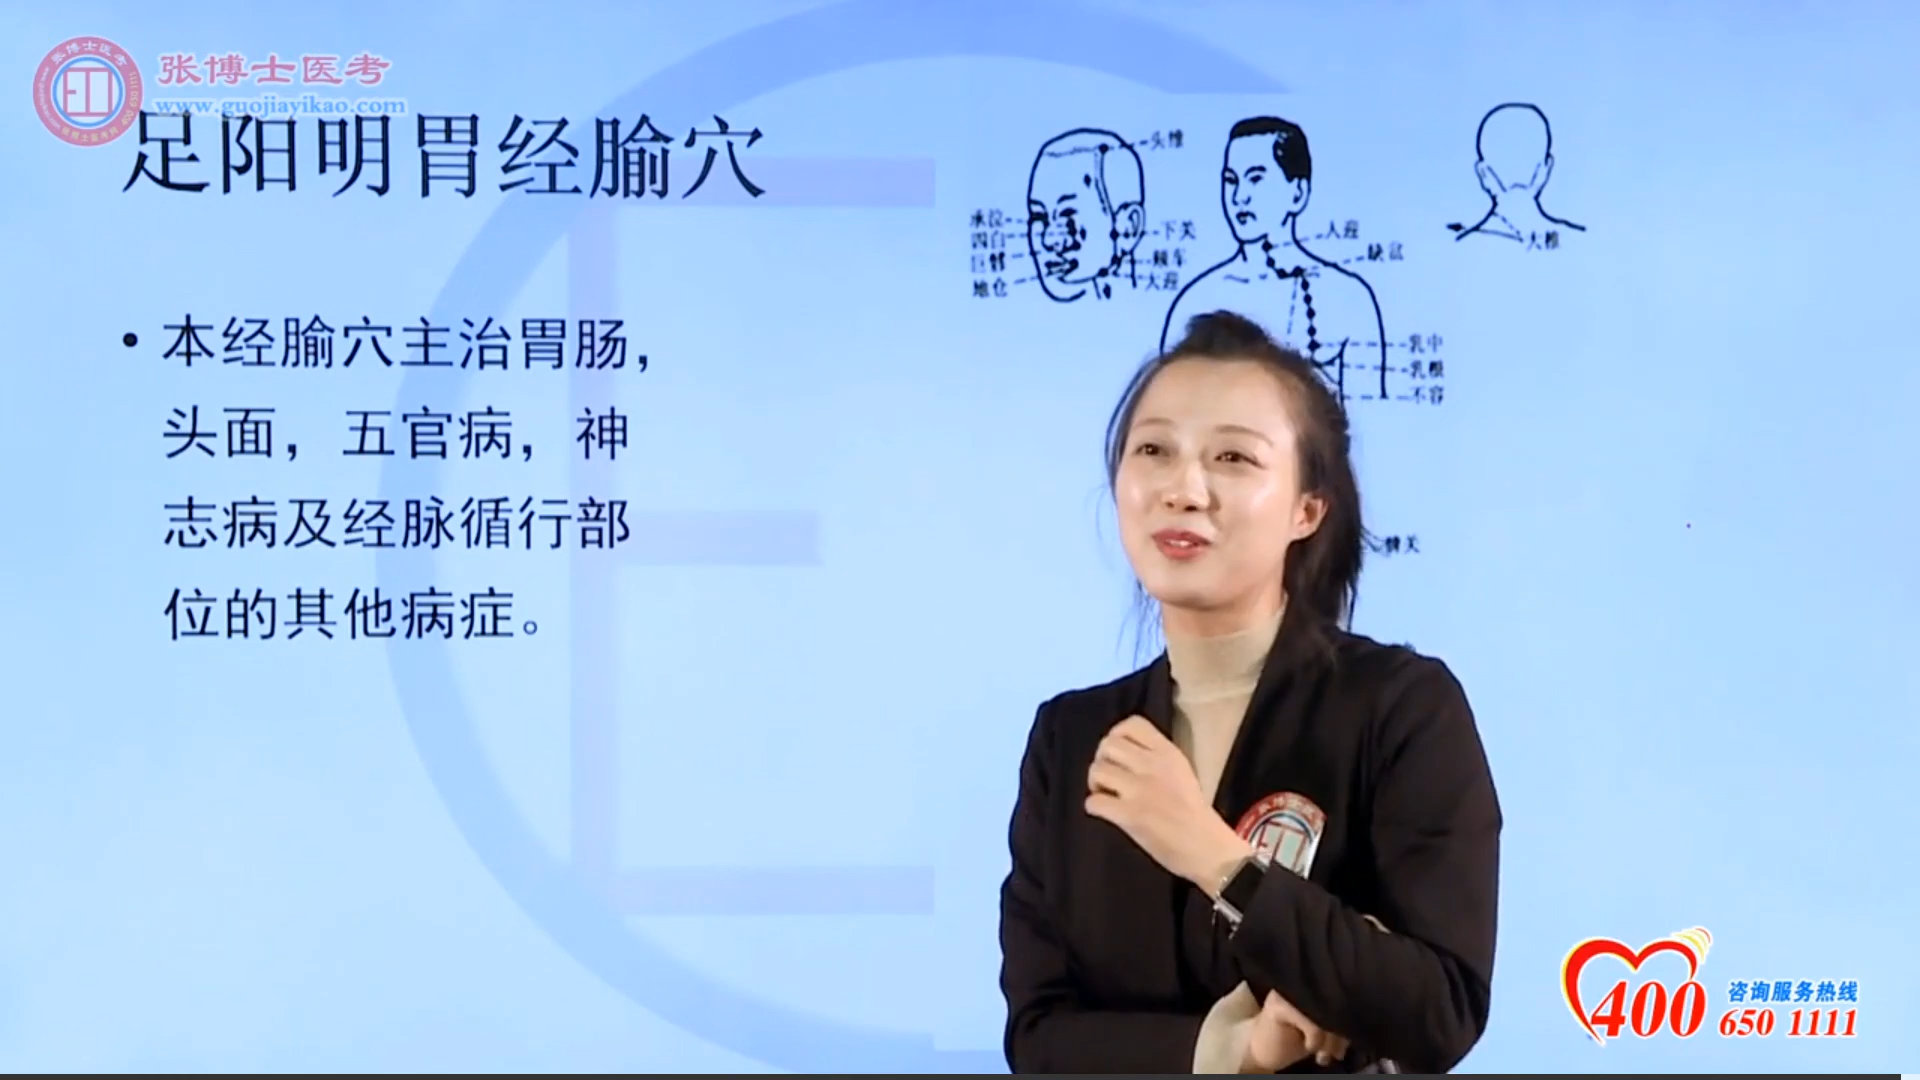 张博士医考
www.guojiayikao.com
足阳明胃经腧穴
• 本经腧穴主治胃肠，
头面，五官病，神
志病及经脉循行部
位的其他病症。
头维
承泣
四白
巨髎
地仓
下关
颊车
大迎
人迎
缺盆
大椎
乳中
乳根
不容
髀关
400
咨询服务热线
650 1111